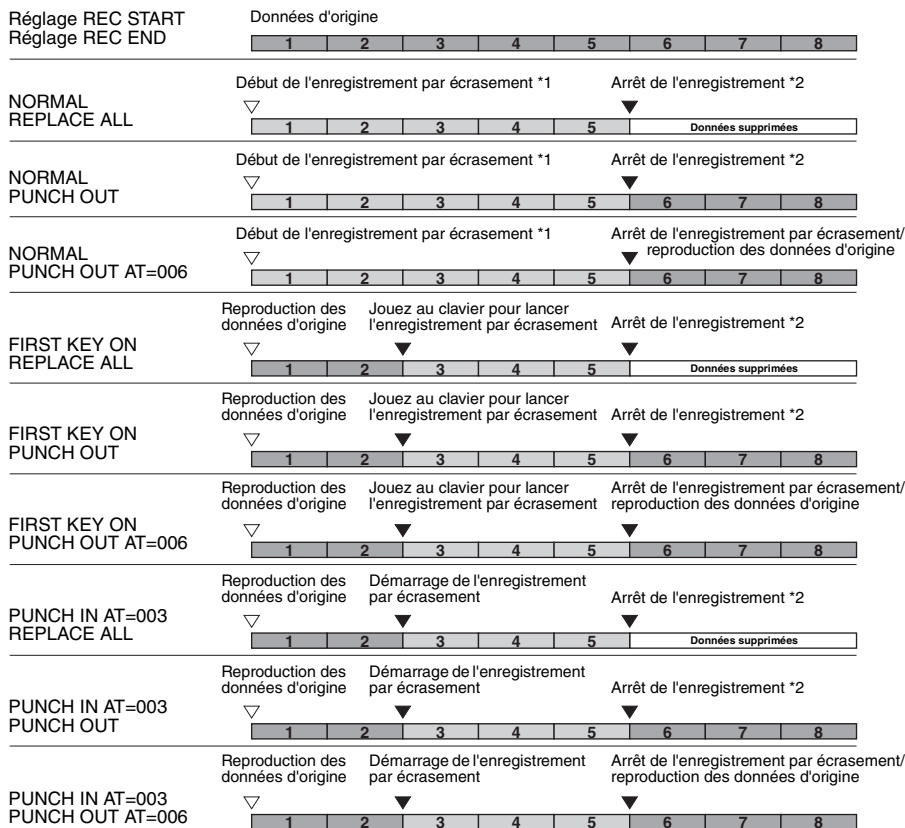 Réglage REC START
Réglage REC END
Données d'origine
1 2 3 4 5 6 7 8
NORMAL
REPLACE ALL
Début de l'enregistrement par écrasement *1
Arrêt de l'enregistrement *2
1 2 3 4 5 Données supprimées
NORMAL
PUNCH OUT
Début de l'enregistrement par écrasement *1
Arrêt de l'enregistrement *2
1 2 3 4 5 6 7 8
NORMAL
PUNCH OUT AT=006
Début de l'enregistrement par écrasement *1
Arrêt de l'enregistrement par écrasement/
reproduction des données d'origine
1 2 3 4 5 6 7 8
FIRST KEY ON
REPLACE ALL
Reproduction des
données d'origine
Jouez au clavier pour lancer
l'enregistrement par écrasement
Arrêt de l'enregistrement *2
1 2 3 4 5 Données supprimées
FIRST KEY ON
PUNCH OUT
Reproduction des
données d'origine
Jouez au clavier pour lancer
l'enregistrement par écrasement
Arrêt de l'enregistrement *2
1 2 3 4 5 6 7 8
FIRST KEY ON
PUNCH OUT AT=006
Reproduction des
données d'origine
Jouez au clavier pour lancer
l'enregistrement par écrasement
Arrêt de l'enregistrement par écrasement/
reproduction des données d'origine
1 2 3 4 5 6 7 8
PUNCH IN AT=003
REPLACE ALL
Reproduction des
données d'origine
Démarrage de l'enregistrement
par écrasement
Arrêt de l'enregistrement *2
1 2 3 4 5 Données supprimées
PUNCH IN AT=003
PUNCH OUT
Reproduction des
données d'origine
Démarrage de l'enregistrement
par écrasement
Arrêt de l'enregistrement *2
1 2 3 4 5 6 7 8
PUNCH IN AT=003
PUNCH OUT AT=006
Reproduction des
données d'origine
Démarrage de l'enregistrement
par écrasement
Arrêt de l'enregistrement par écrasement/
reproduction des données d'origine
1 2 3 4 5 6 7 8